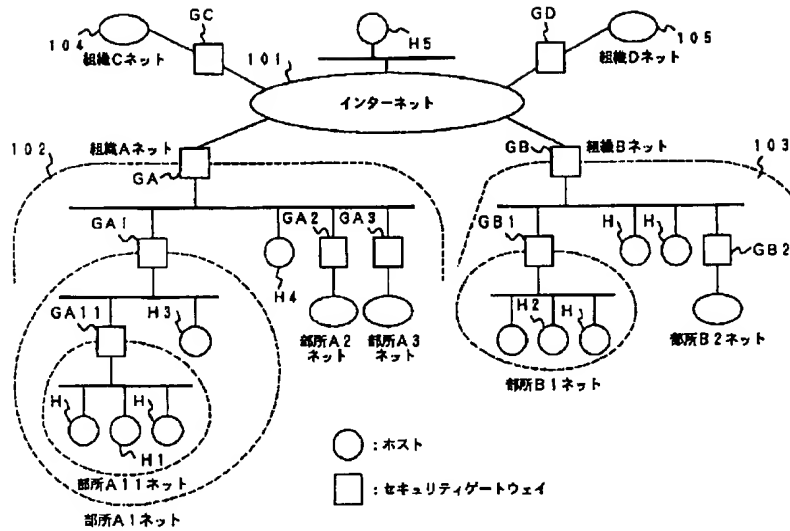 GC
GD
104
組織Cネット
101
H5
105
組織Dネット
インターネット
102
組織Aネット
GA
GB
組織Bネット
103
GA1
GA2
GA3
H4
GB1
H
H
GB2
GA11
H3
部所A2
ネット
部所A3
ネット
H2
H
部所B2ネット
部所B1ネット
H
H
H1
部所A11ネット
部所A1ネット
:ホスト
:セキュリティゲートウェイ